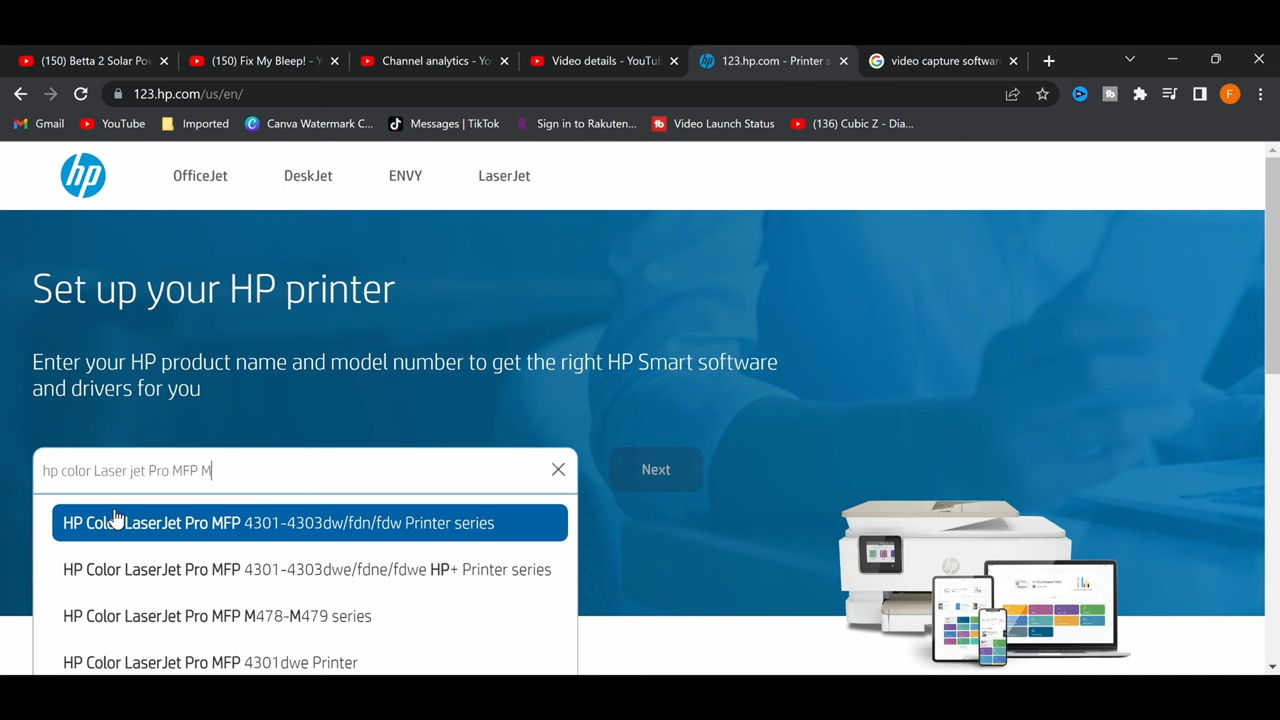 (150) Betta 2 Solar Po
(150) Fix My Bleep! - Y
Channel analytics - Yo
Video details - YouTu
123.hp.com - Printer s
video capture softwar
123.hp.com/us/en/
F
Gmail
YouTube
Imported
Canva Watermark C...
Messages | TikTok
Sign in to Rakuten...
tb
Video Launch Status
(136) Cubic Z - Dia...
hp
OfficeJet
DeskJet
ENVY
LaserJet
Set up your HP printer
Enter your HP product name and model number to get the right HP Smart software
and drivers for you
hp color Laser jet Pro MFP M
Next
HP Color LaserJet Pro MFP 4301-4303dw/fdn/fdw Printer series
HP Color LaserJet Pro MFP 4301-4303dwe/fdne/fdwe HP+ Printer series
HP Color LaserJet Pro MFP M478-M479 series
HP Color LaserJet Pro MFP 4301dwe Printer